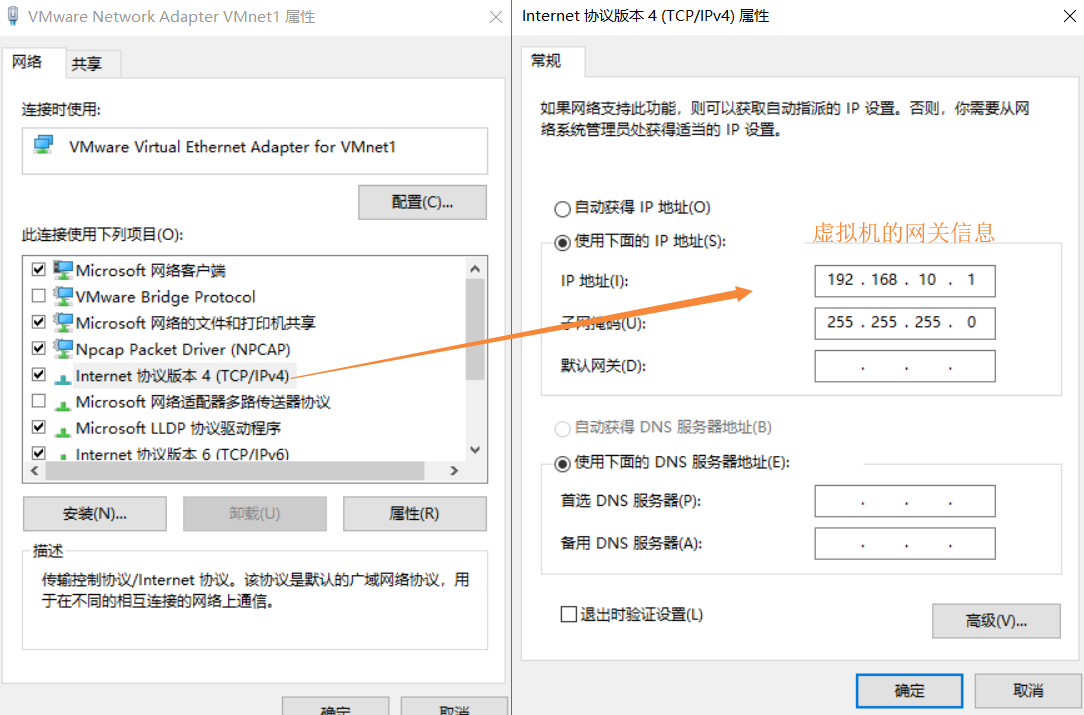 VMware Network Adapter VMnet1 属性
网络
共享
连接时使用:
VMware Virtual Ethernet Adapter for VMnet1
配置(C)...
此连接使用下列项目(O):
Microsoft 网络客户端
VMware Bridge Protocol
Microsoft 网络的文件和打印机共享
Npcap Packet Driver (NPCAP)
Internet 协议版本 4 (TCP/IPv4)
Microsoft 网络适配器多路传送器协议
Microsoft LLDP 协议驱动程序
Internet 协议版本 6 (TCP/IPv6)
安装(N)...
卸载(U)
属性(R)
描述
传输控制协议/Internet 协议。该协议是默认的广域网络协议，用
于在不同的相互连接的网络上通信。
确定
取消
Internet 协议版本 4 (TCP/IPv4) 属性
常规
如果网络支持此功能，则可以获取自动指派的 IP 设置。否则，你需要从网
络系统管理员处获得适当的 IP 设置。
自动获得 IP 地址(O)
使用下面的 IP 地址(S):
虚拟机的网关信息
IP 地址(I):
192 . 168 . 10 . 1
子网掩码(U):
255 . 255 . 255 . 0
默认网关(D):
. . .
自动获得 DNS 服务器地址(B)
使用下面的 DNS 服务器地址(E):
首选 DNS 服务器(P):
. . .
备用 DNS 服务器(A):
. . .
退出时验证设置(L)
高级(V)...
确定
取消